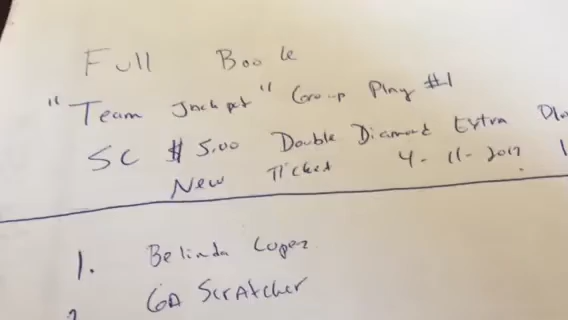 Full Book
"Team Jackpot" Group Play #1
SC $5.00 Double Diamond Extra
New Ticket 4-11-2017
1. Belinda Lopez
GA Scratcher